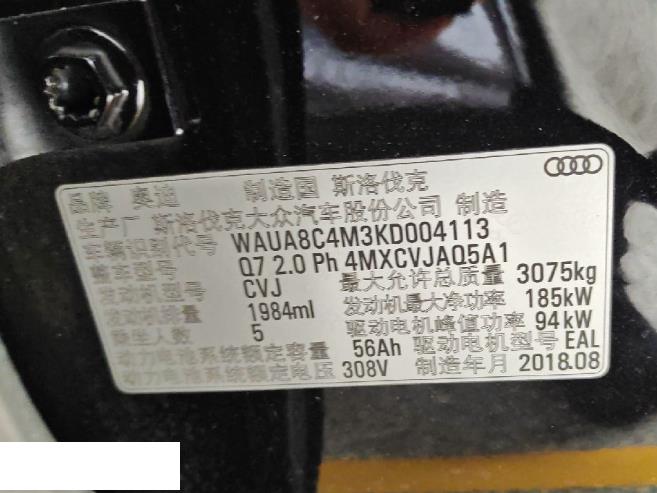 品牌 奥迪 制造国 斯洛伐克
生产厂 斯洛伐克大众汽车股份公司 制造
车辆识别代号 WAUA8C4M3KD004113
整车型号 Q7 2.0 Ph 4MXCVJAQ5A1
发动机型号 CVJ 最大允许总质量 3075kg
发动机排量 1984ml 发动机最大净功率 185kW
乘坐人数 5 驱动电机峰值功率 94kW
动力电池系统额定容量 56Ah 驱动电机型号 EAL
动力电池系统额定电压 308V 制造年月 2018.08